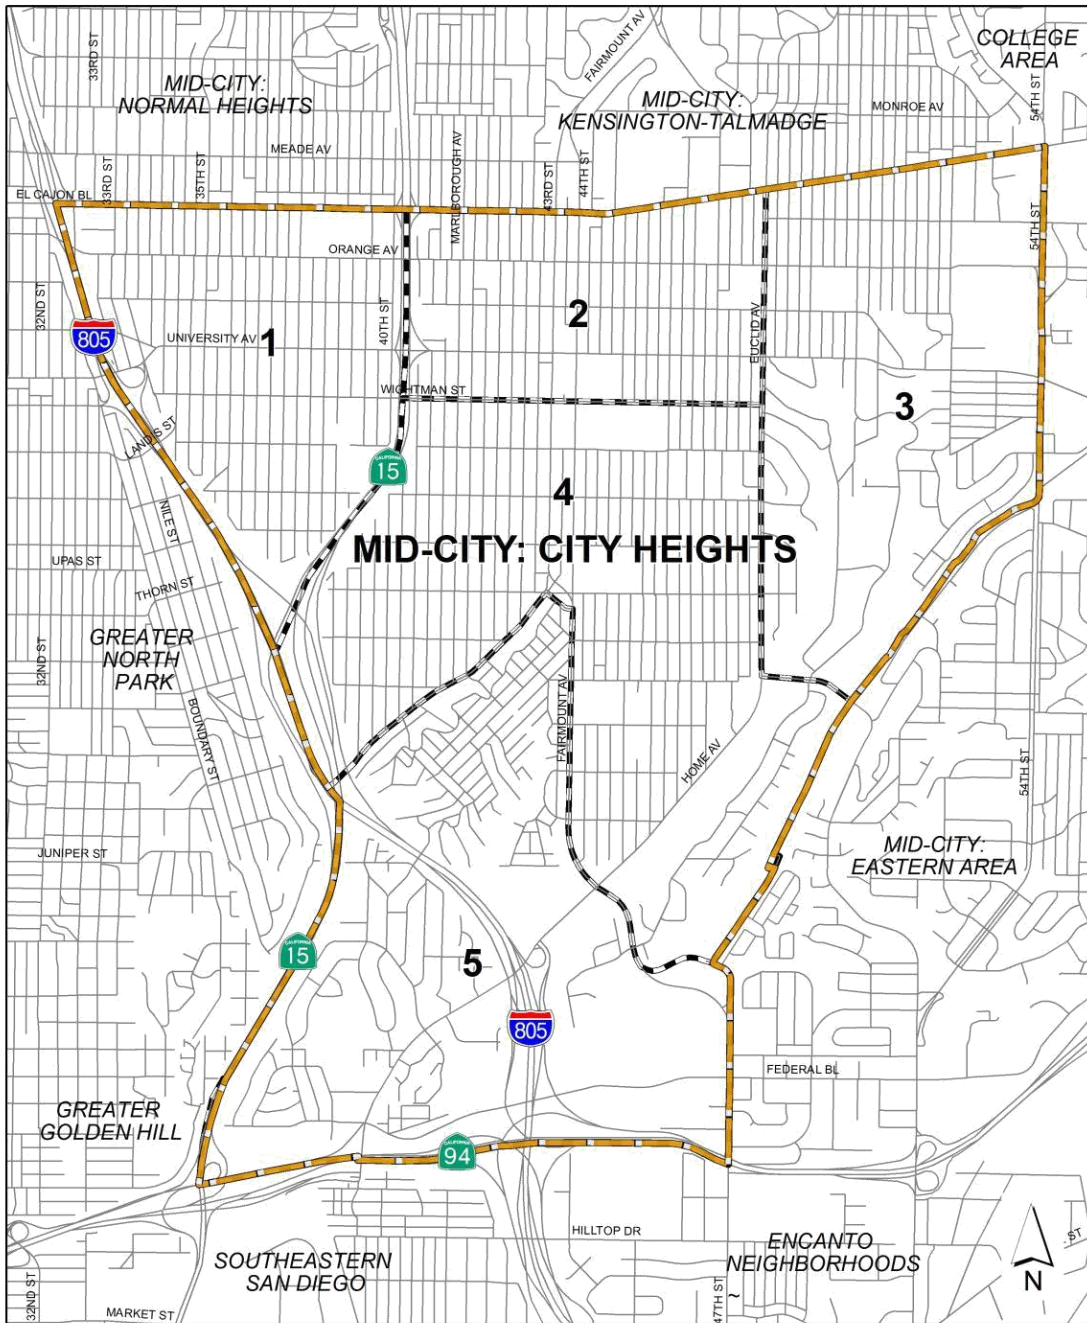 COLLEGE
AREA
FAIRMOUNT AV
33RD ST
MID-CITY:
NORMAL HEIGHTS
MID-CITY:
KENSINGTON-TALMADGE
MONROE AV
54TH ST
MEADE AV
MARLBOROUGH AV
43RD ST
44TH ST
33RD ST
35TH ST
EL CAJON BL
54TH ST
ORANGE AV
32ND ST
40TH ST
2
EUCLID AV
805
UNIVERSITY AV
1
WIGHTMAN ST
3
LANDIS ST
CALIFORNIA
15
4
NILE ST
MID-CITY: CITY HEIGHTS
UPAS ST
THORN ST
GREATER
NORTH
PARK
32ND ST
BOUNDARY ST
FAIRMOUNT AV
HOME AV
54TH ST
JUNIPER ST
MID-CITY:
EASTERN AREA
CALIFORNIA
15
5
805
FEDERAL BL
GREATER
GOLDEN HILL
CALIFORNIA
94
HILLTOP DR
ST
SOUTHEASTERN
SAN DIEGO
ENCANTO
NEIGHBORHOODS
N
32ND ST
MARKET ST
47TH ST
~